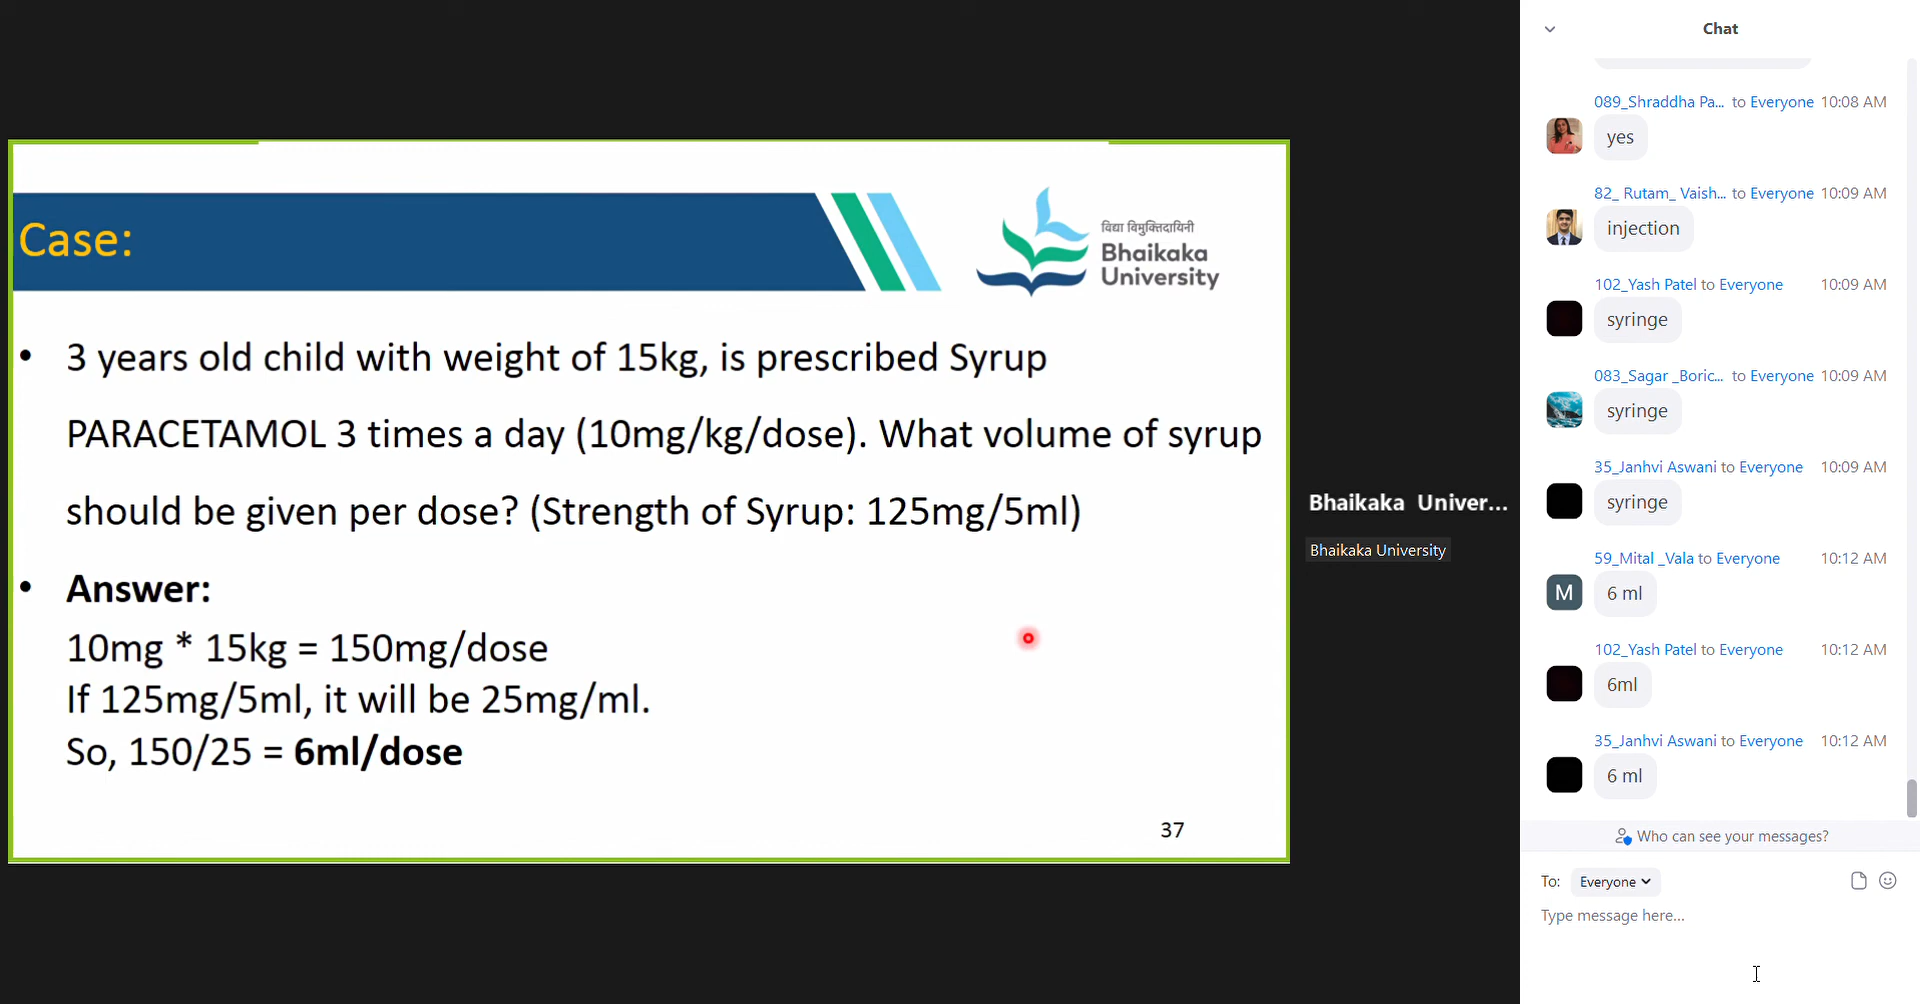 Case:
विद्या विमुक्तिदायिनी
Bhaikaka
University
• 3 years old child with weight of 15kg, is prescribed Syrup
PARACETAMOL 3 times a day (10mg/kg/dose). What volume of syrup
should be given per dose? (Strength of Syrup: 125mg/5ml)
• Answer:
10mg * 15kg = 150mg/dose
If 125mg/5ml, it will be 25mg/ml.
So, 150/25 = 6ml/dose
37
Bhaikaka Univer...
Bhaikaka University
Chat
089_Shraddha Pa... to Everyone 10:08 AM
yes
82_ Rutam_ Vaish... to Everyone 10:09 AM
injection
102_Yash Patel to Everyone 10:09 AM
syringe
083_Sagar _Boric... to Everyone 10:09 AM
syringe
35_Janhvi Aswani to Everyone 10:09 AM
syringe
59_Mital _Vala to Everyone 10:12 AM
M
6 ml
102_Yash Patel to Everyone 10:12 AM
6ml
35_Janhvi Aswani to Everyone 10:12 AM
6 ml
Who can see your messages?
To: Everyone
Type message here...